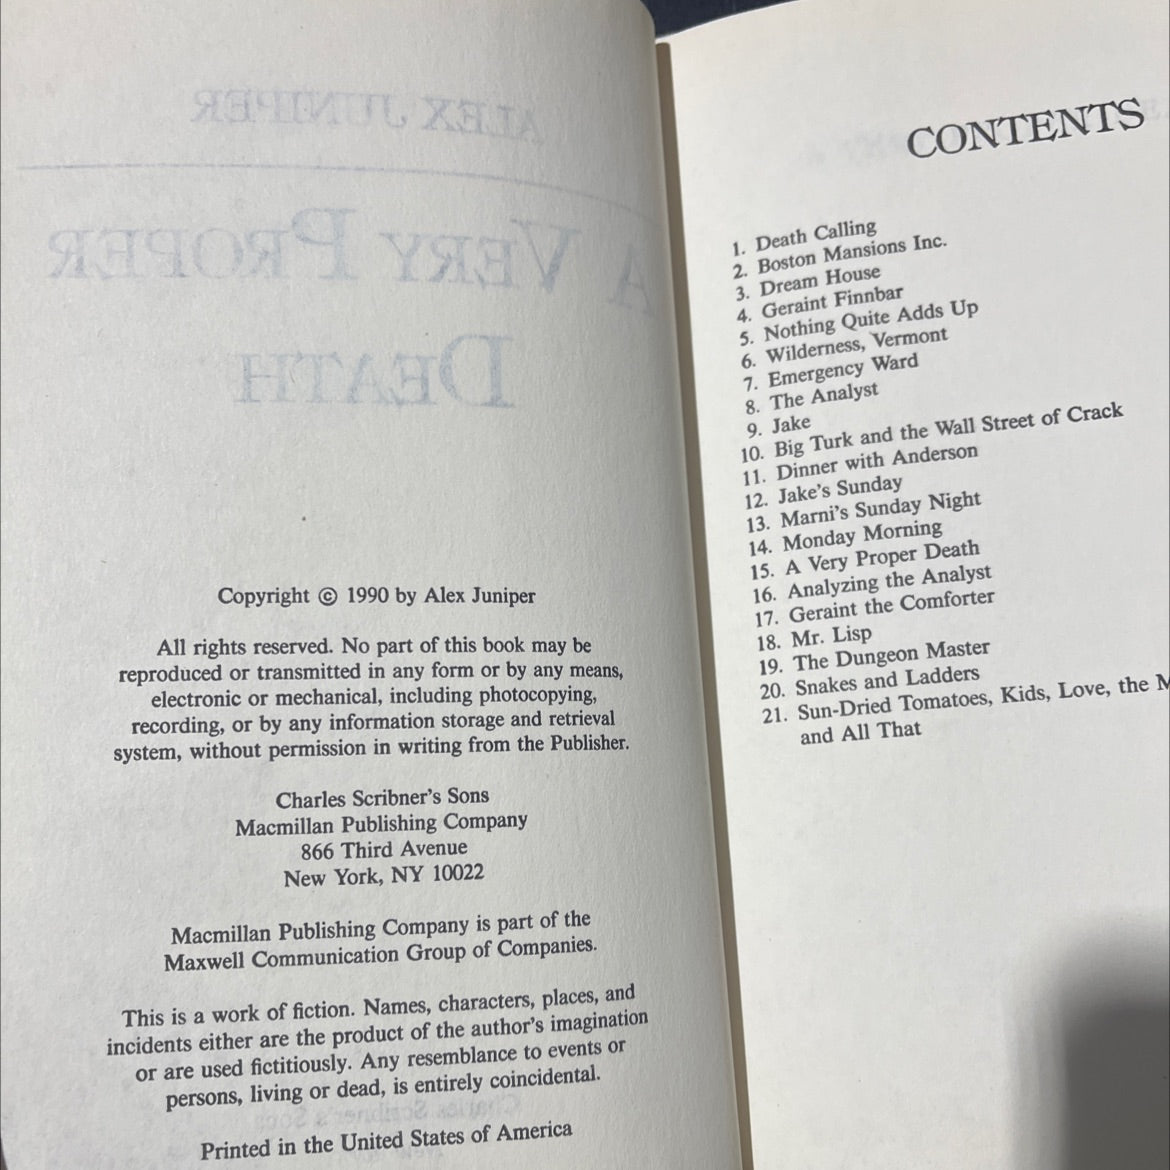 ALEX JUNIPER
A VERY PROPER
DEATH
Copyright © 1990 by Alex Juniper
All rights reserved. No part of this book may be
reproduced or transmitted in any form or by any means,
electronic or mechanical, including photocopying,
recording, or by any information storage and retrieval
system, without permission in writing from the Publisher.
Charles Scribner's Sons
Macmillan Publishing Company
866 Third Avenue
New York, NY 10022
Macmillan Publishing Company is part of the
Maxwell Communication Group of Companies.
This is a work of fiction. Names, characters, places, and
incidents either are the product of the author's imagination
or are used fictitiously. Any resemblance to events or
persons, living or dead, is entirely coincidental.
Charles Scribner's Sons
Printed in the United States of America
CONTENTS
1. Death Calling
2. Boston Mansions Inc.
3. Dream House
4. Geraint Finnbar
5. Nothing Quite Adds Up
6. Wilderness, Vermont
7. Emergency Ward
8. The Analyst
9. Jake
10. Big Turk and the Wall Street of Crack
11. Dinner with Anderson
12. Jake's Sunday
13. Marni's Sunday Night
14. Monday Morning
15. A Very Proper Death
16. Analyzing the Analyst
17. Geraint the Comforter
18. Mr. Lisp
19. The Dungeon Master
20. Snakes and Ladders
21. Sun-Dried Tomatoes, Kids, Love, the M
and All That